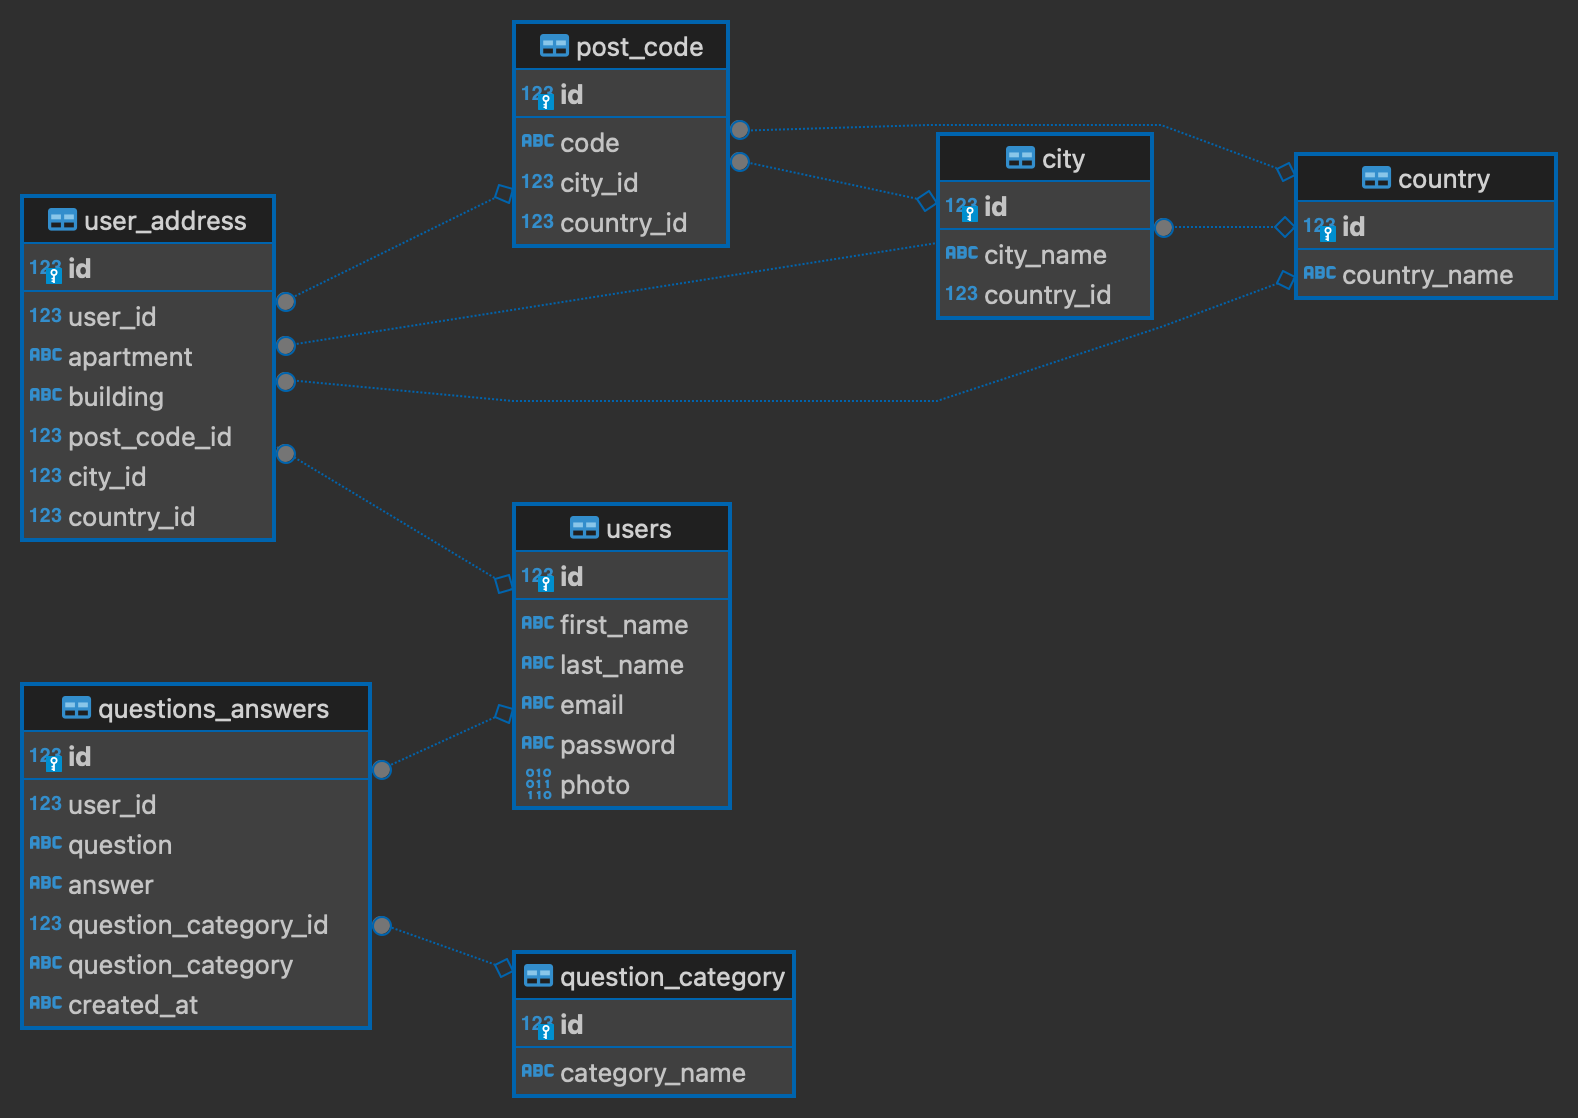 post_code
123 id
ABC code
123 city_id
123 country_id
city
123 id
ABC city_name
123 country_id
country
123 id
ABC country_name
user_address
123 id
123 user_id
ABC apartment
ABC building
123 post_code_id
123 city_id
123 country_id
users
123 id
ABC first_name
ABC last_name
ABC email
ABC password
010
011
110
photo
questions_answers
123 id
123 user_id
ABC question
ABC answer
123 question_category_id
ABC question_category
ABC created_at
question_category
123 id
ABC category_name